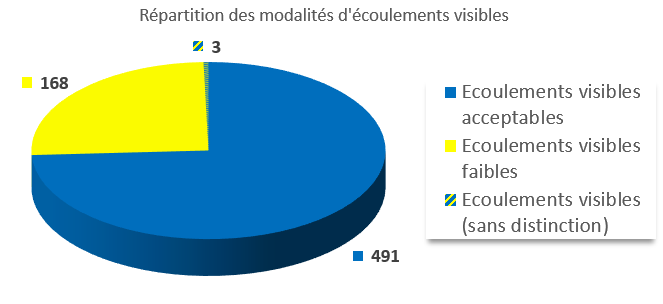 Répartition des modalités d'écoulements visibles
3
168
491
Ecoulements visibles
acceptables
Ecoulements visibles
faibles
Ecoulements visibles
(sans distinction)